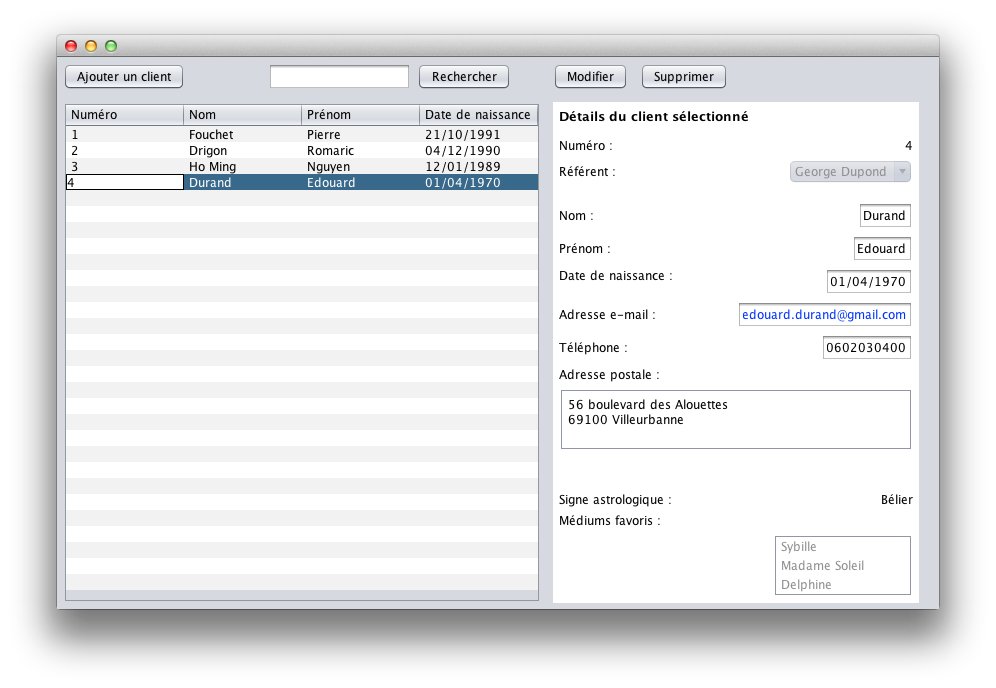 Ajouter un client Rechercher Modifier Supprimer
Numéro Nom Prénom Date de naissance
1 Fouchet Pierre 21/10/1991
2 Drigon Romaric 04/12/1990
3 Ho Ming Nguyen 12/01/1989
4 Durand Edouard 01/04/1970
Détails du client sélectionné
Numéro : 4
Référent : George Dupond
Nom : Durand
Prénom : Edouard
Date de naissance : 01/04/1970
Adresse e-mail : edouard.durand@gmail.com
Téléphone : 0602030400
Adresse postale :
56 boulevard des Alouettes
69100 Villeurbanne
Signe astrologique : Bélier
Médiums favoris :
Sybille
Madame Soleil
Delphine